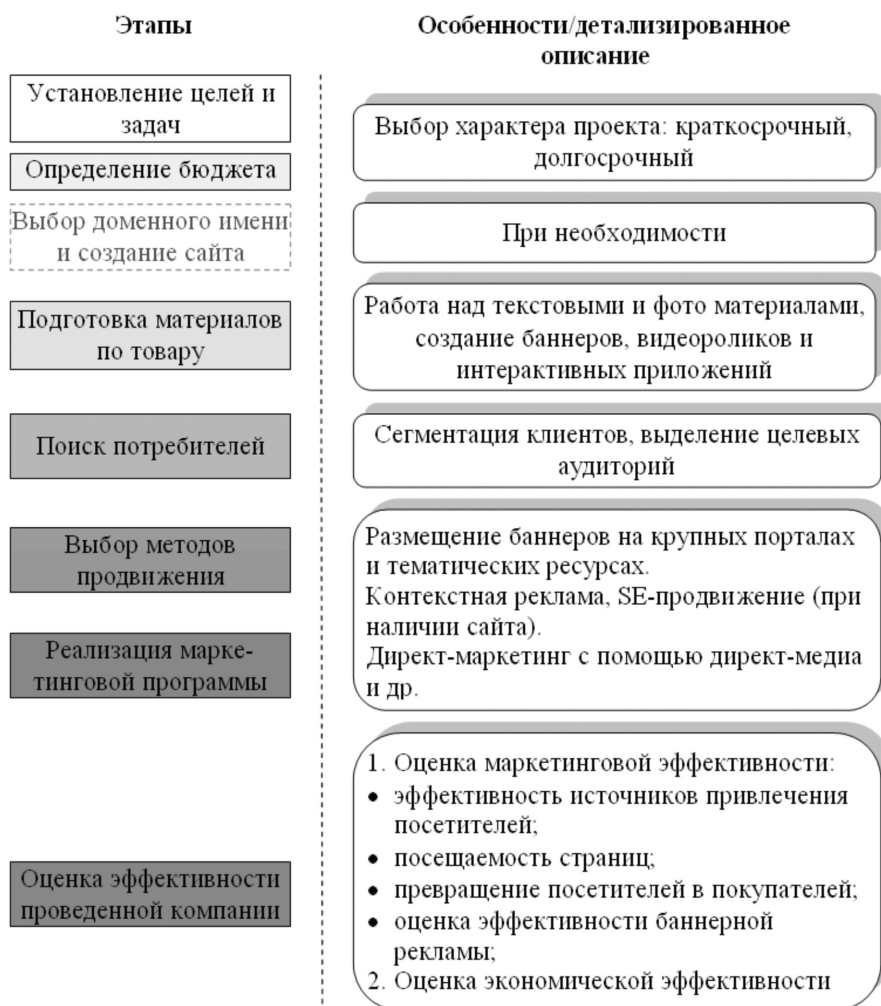 Этапы
Особенности/детализированное
описание
Установление целей и
задач
Определение бюджета
Выбор характера проекта: краткосрочный,
долгосрочный
Выбор доменного имени
и создание сайта
При необходимости
Подготовка материалов
по товару
Работа над текстовыми и фото материалами,
создание баннеров, видеороликов и
интерактивных приложений
Поиск потребителей
Сегментация клиентов, выделение целевых
аудиторий
Выбор методов
продвижения
Реализация марке-
тинговой программы
Размещение баннеров на крупных порталах
и тематических ресурсах.
Контекстная реклама, SE-продвижение (при
наличии сайта).
Директ-маркетинг с помощью директ-медиа
и др.
Оценка эффективности
проведенной компании
1. Оценка маркетинговой эффективности:
• эффективность источников привлечения
посетителей;
• посещаемость страниц;
• превращение посетителей в покупателей;
• оценка эффективности баннерной
рекламы;
2. Оценка экономической эффективности